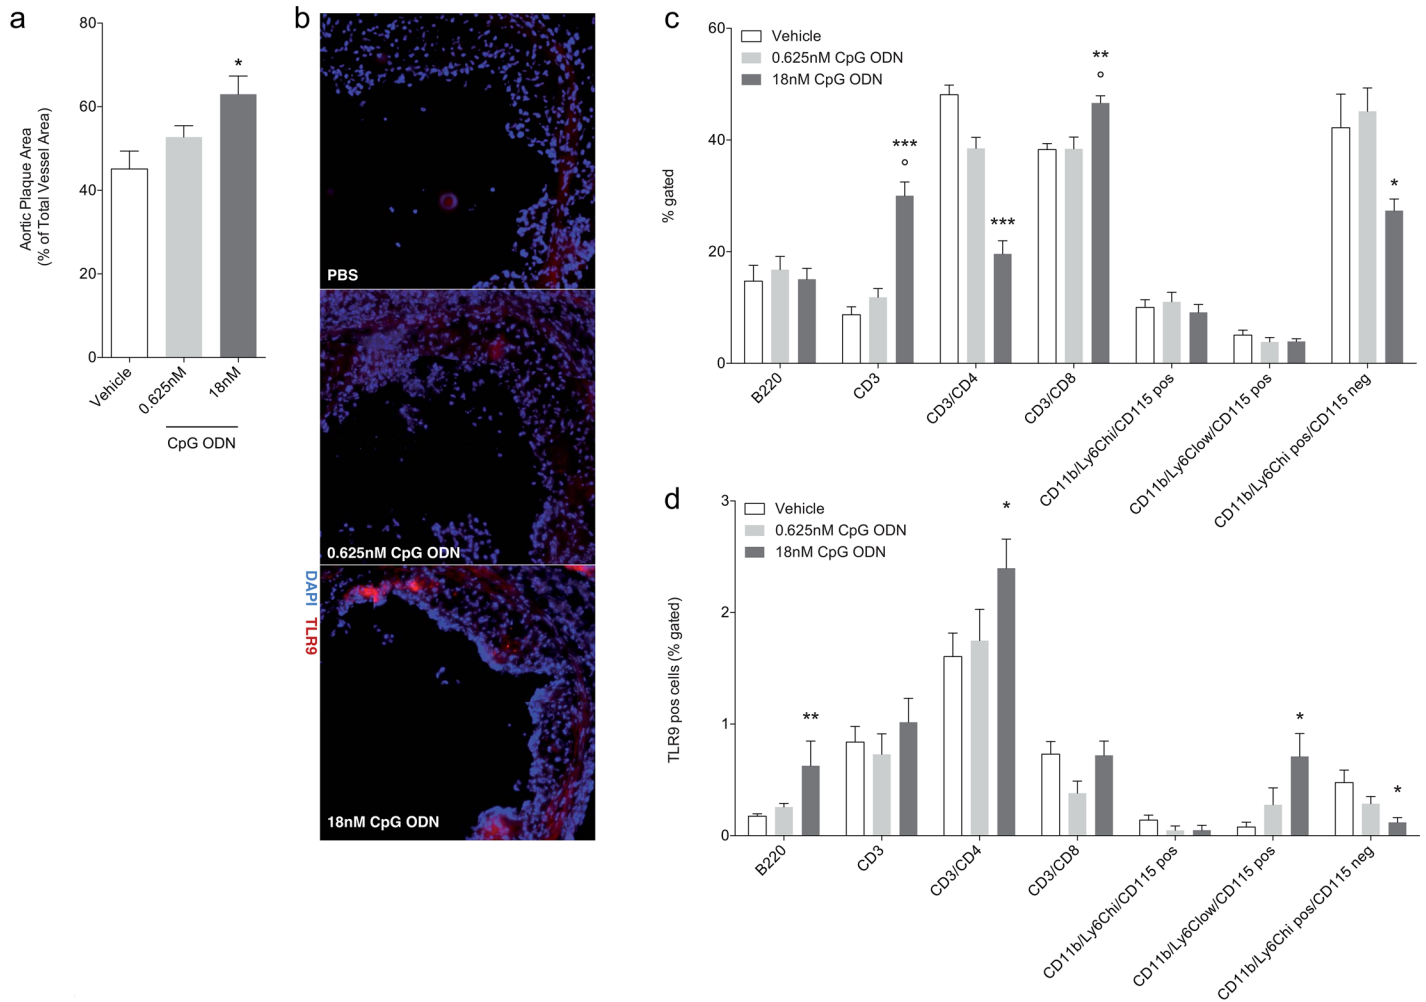 a
80
60
40
20
0
Aortic Plaque Area
(% of Total Vessel Area)
*
Vehicle
0.625nM
18nM
CpG ODN
b
PBS
0.625nM CpG ODN
18nM CpG ODN
DAPI TLR9
c
60
40
20
0
% gated
Vehicle
0.625nM CpG ODN
18nM CpG ODN
***
***
**
*
B220
CD3
CD3/CD4
CD3/CD8
CD11b/Ly6Chi/CD115 pos
CD11b/Ly6Clow/CD115 pos
CD11b/Ly6Chi pos/CD115 neg
d
3
2
1
0
TLR9 pos cells (% gated)
Vehicle
0.625nM CpG ODN
18nM CpG ODN
**
*
*
*
B220
CD3
CD3/CD4
CD3/CD8
CD11b/Ly6Chi/CD115 pos
CD11b/Ly6Clow/CD115 pos
CD11b/Ly6Chi pos/CD115 neg